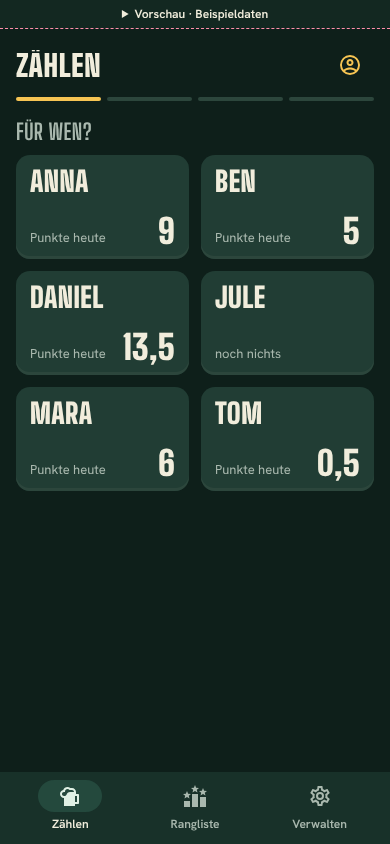 ▶ Vorschau · Beispieldaten
ZÄHLEN
FÜR WEN?
ANNA
Punkte heute 9
BEN
Punkte heute 5
DANIEL
Punkte heute 13,5
JULE
noch nichts
MARA
Punkte heute 6
TOM
Punkte heute 0,5
Zählen
Rangliste
Verwalten